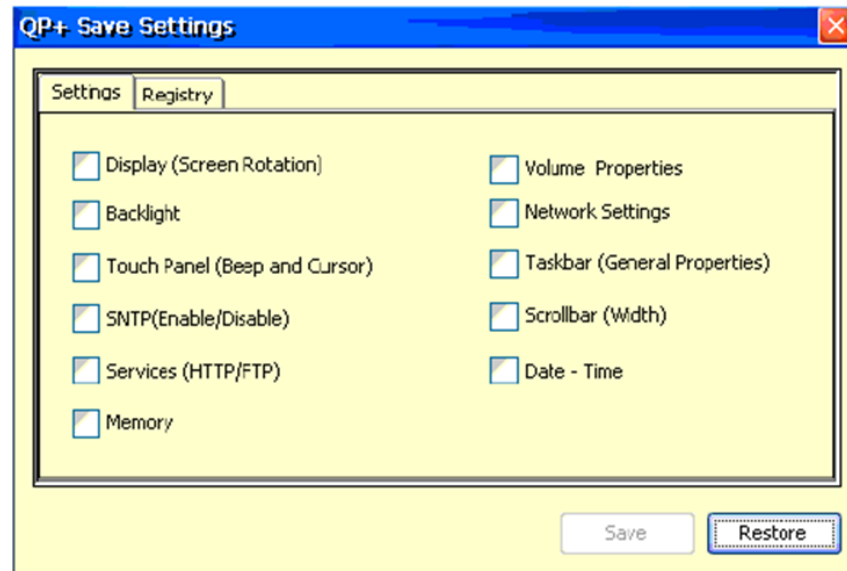 QP+ Save Settings
Settings
Registry
Display (Screen Rotation)
Backlight
Touch Panel (Beep and Cursor)
SNTP(Enable/Disable)
Services (HTTP/FTP)
Memory
Volume Properties
Network Settings
Taskbar (General Properties)
Scrollbar (Width)
Date - Time
Save
Restore